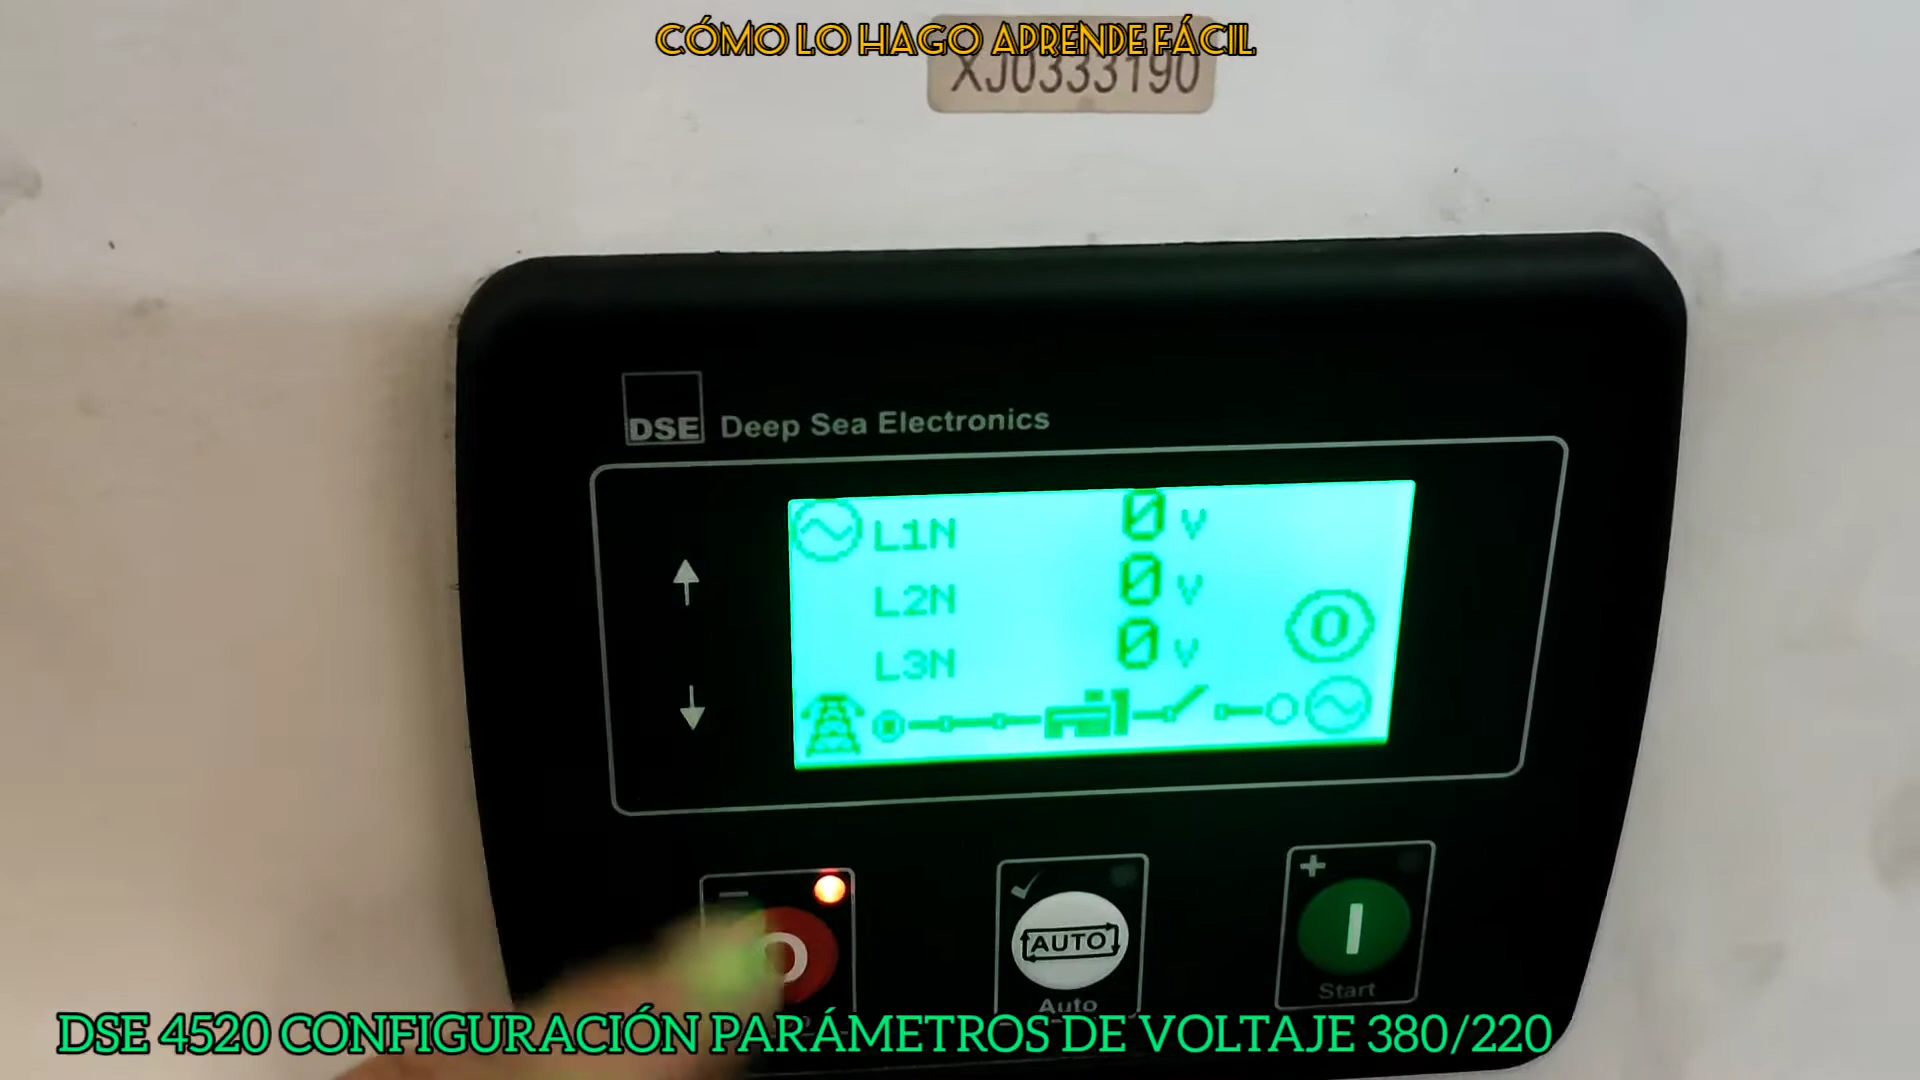 CÓMO LO HAGO APRENDE FÁCIL
XJ0333190
DSE Deep Sea Electronics
L1N 0 V
L2N 0 V
L3N 0 V
0
O
AUTO
I
Auto
Start
DSE 4520 CONFIGURACIÓN PARÁMETROS DE VOLTAJE 380/220